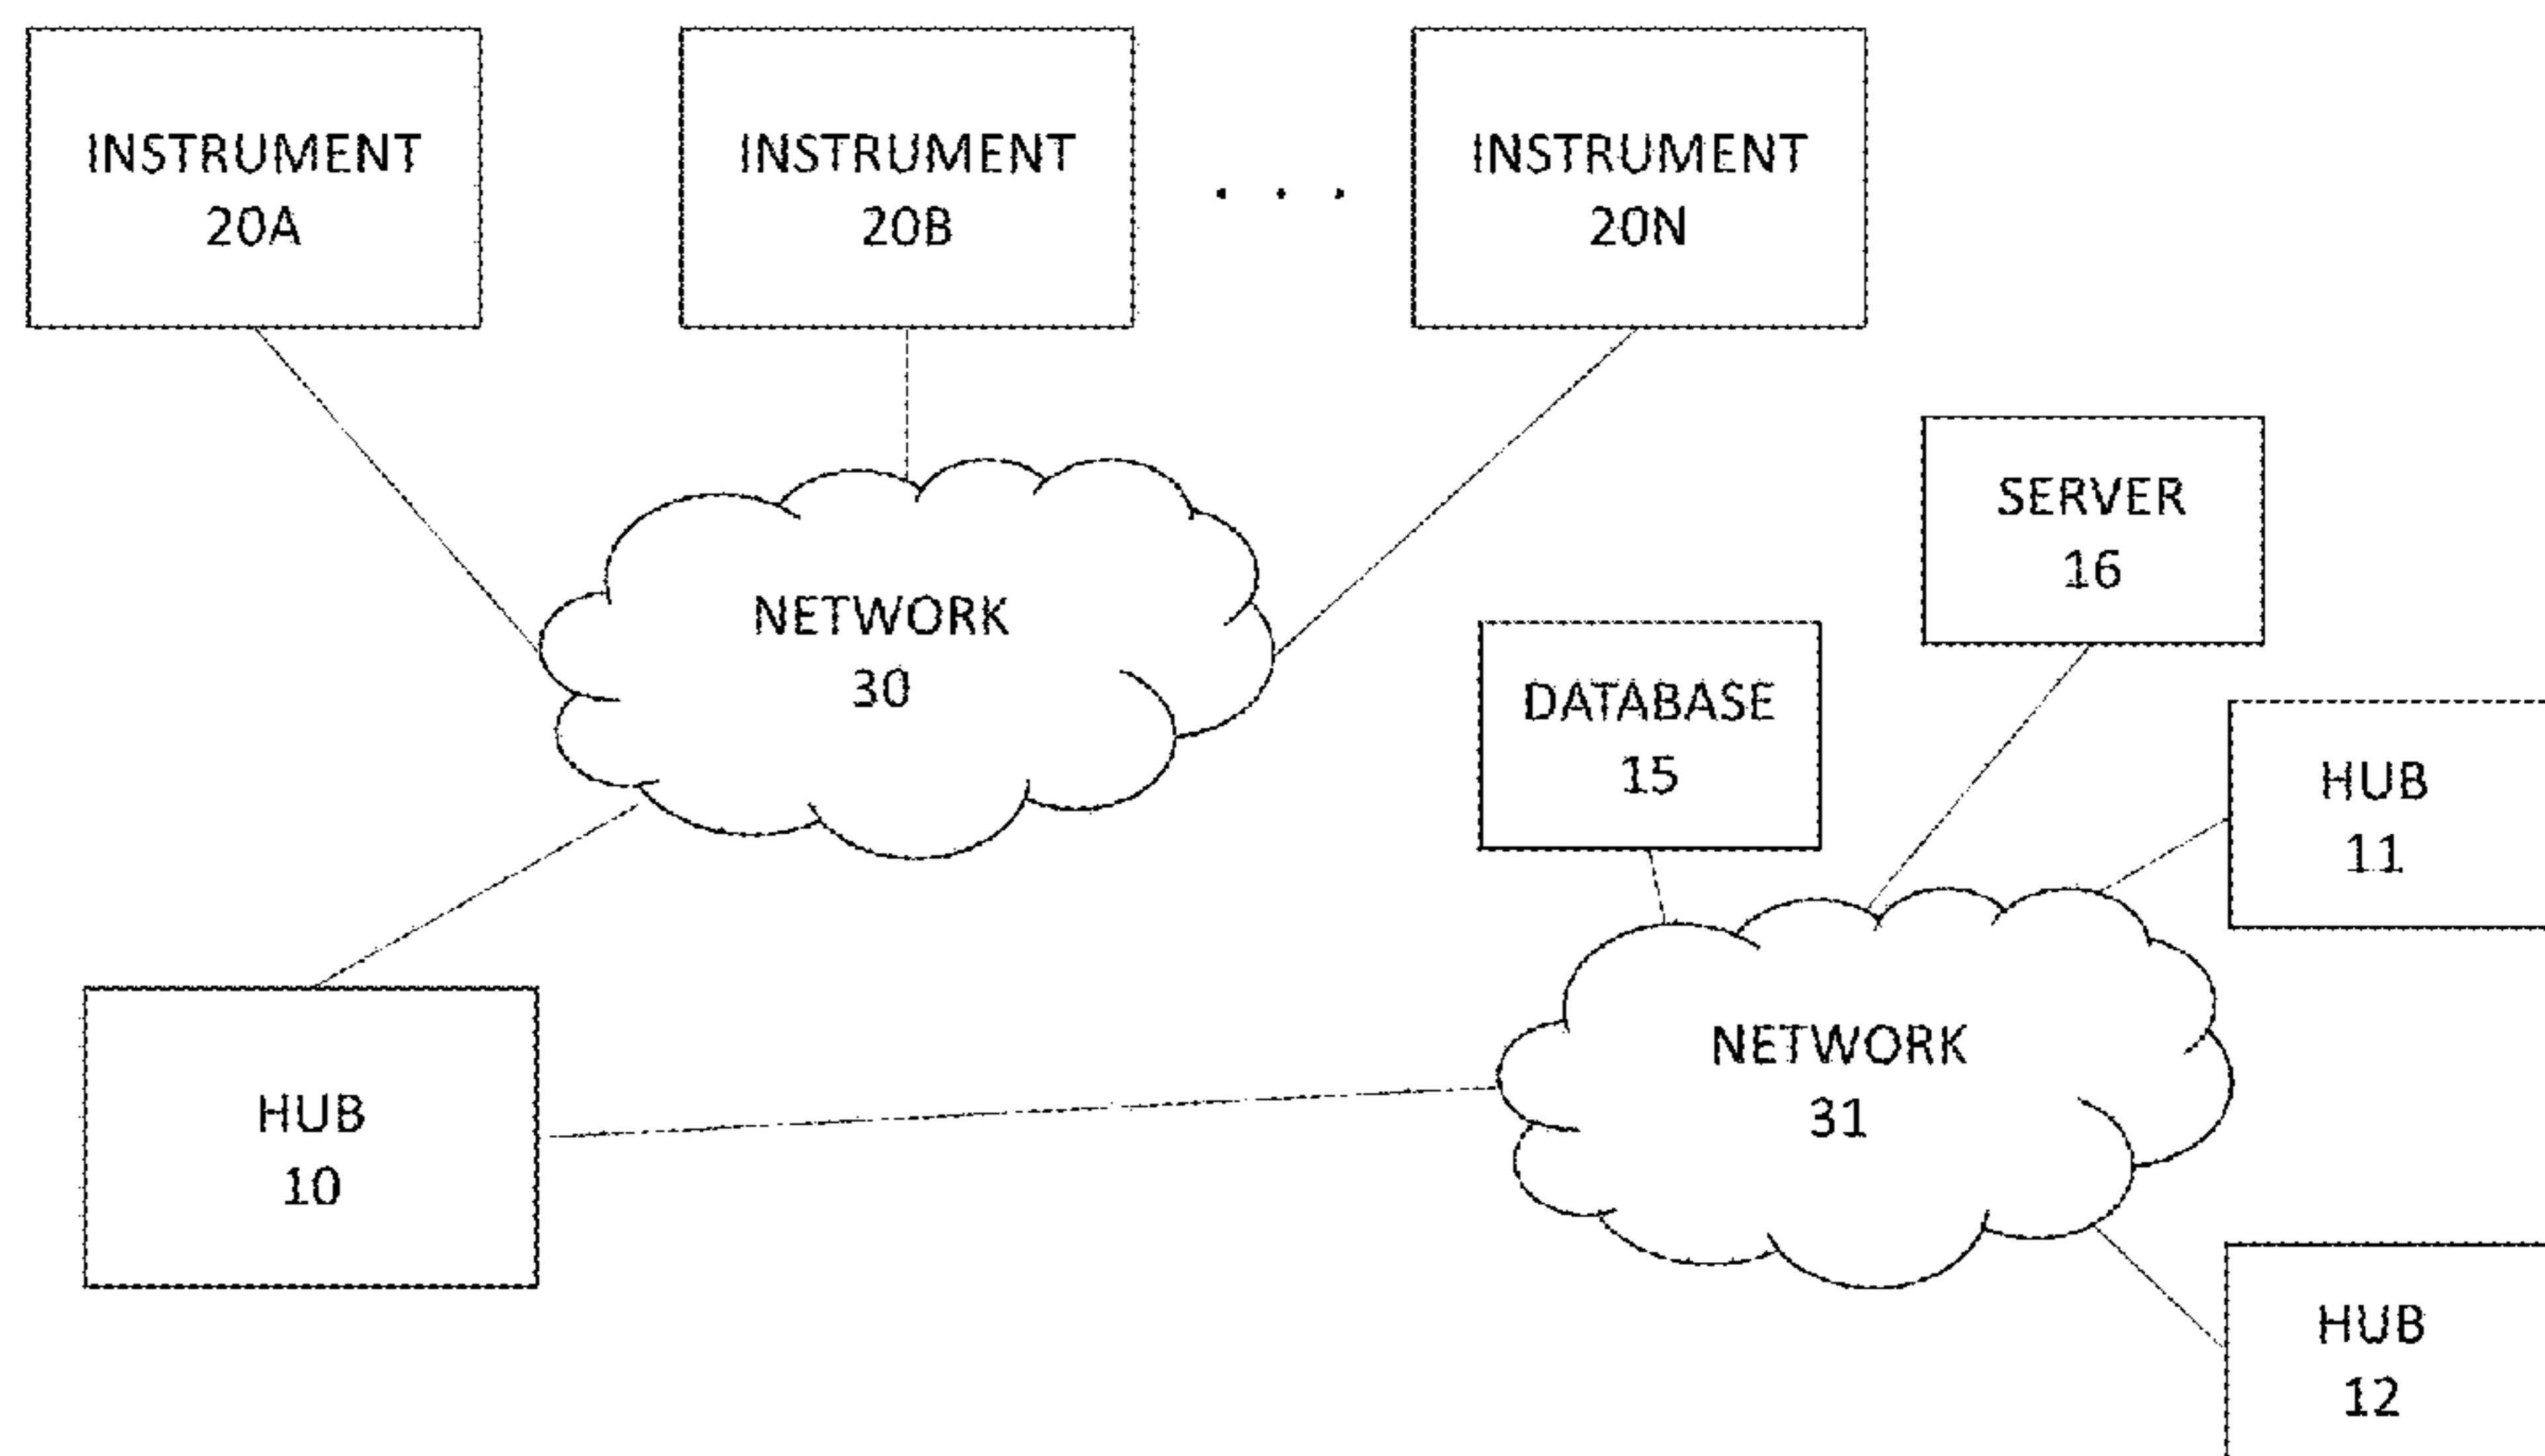 INSTRUMENT
20A
INSTRUMENT
20B
. . .
INSTRUMENT
20N
SERVER
16
NETWORK
30
DATABASE
15
HUB
11
NETWORK
31
HUB
10
HUB
12